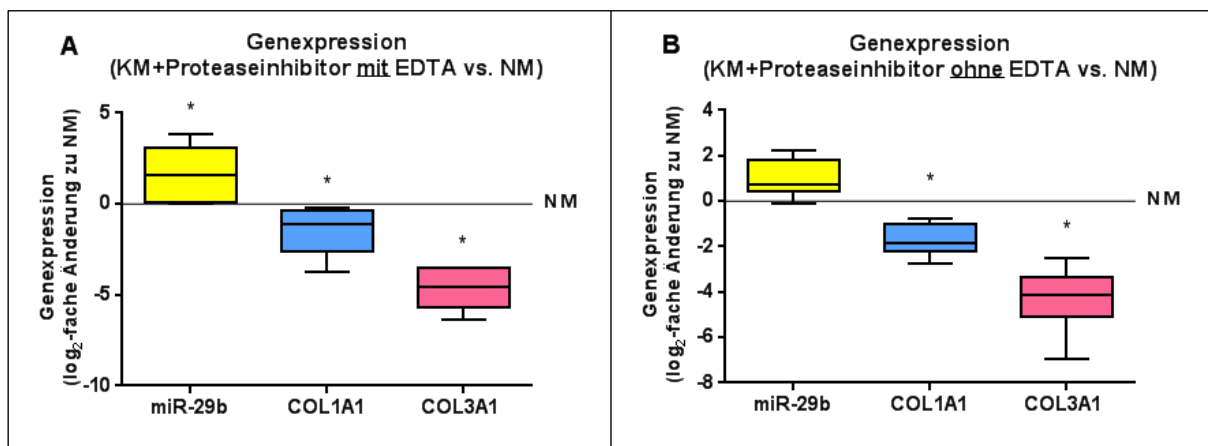 A
Genexpression
(KM+Proteaseinhibitor mit EDTA vs. NM)
Genexpression
(log2-fache Änderung zu NM)
5
0
-5
-10
*
*
*
NM
miR-29b COL1A1 COL3A1
B
Genexpression
(KM+Proteaseinhibitor ohne EDTA vs. NM)
Genexpression
(log2-fache Änderung zu NM)
4
2
0
-2
-4
-6
-8
*
*
NM
miR-29b COL1A1 COL3A1